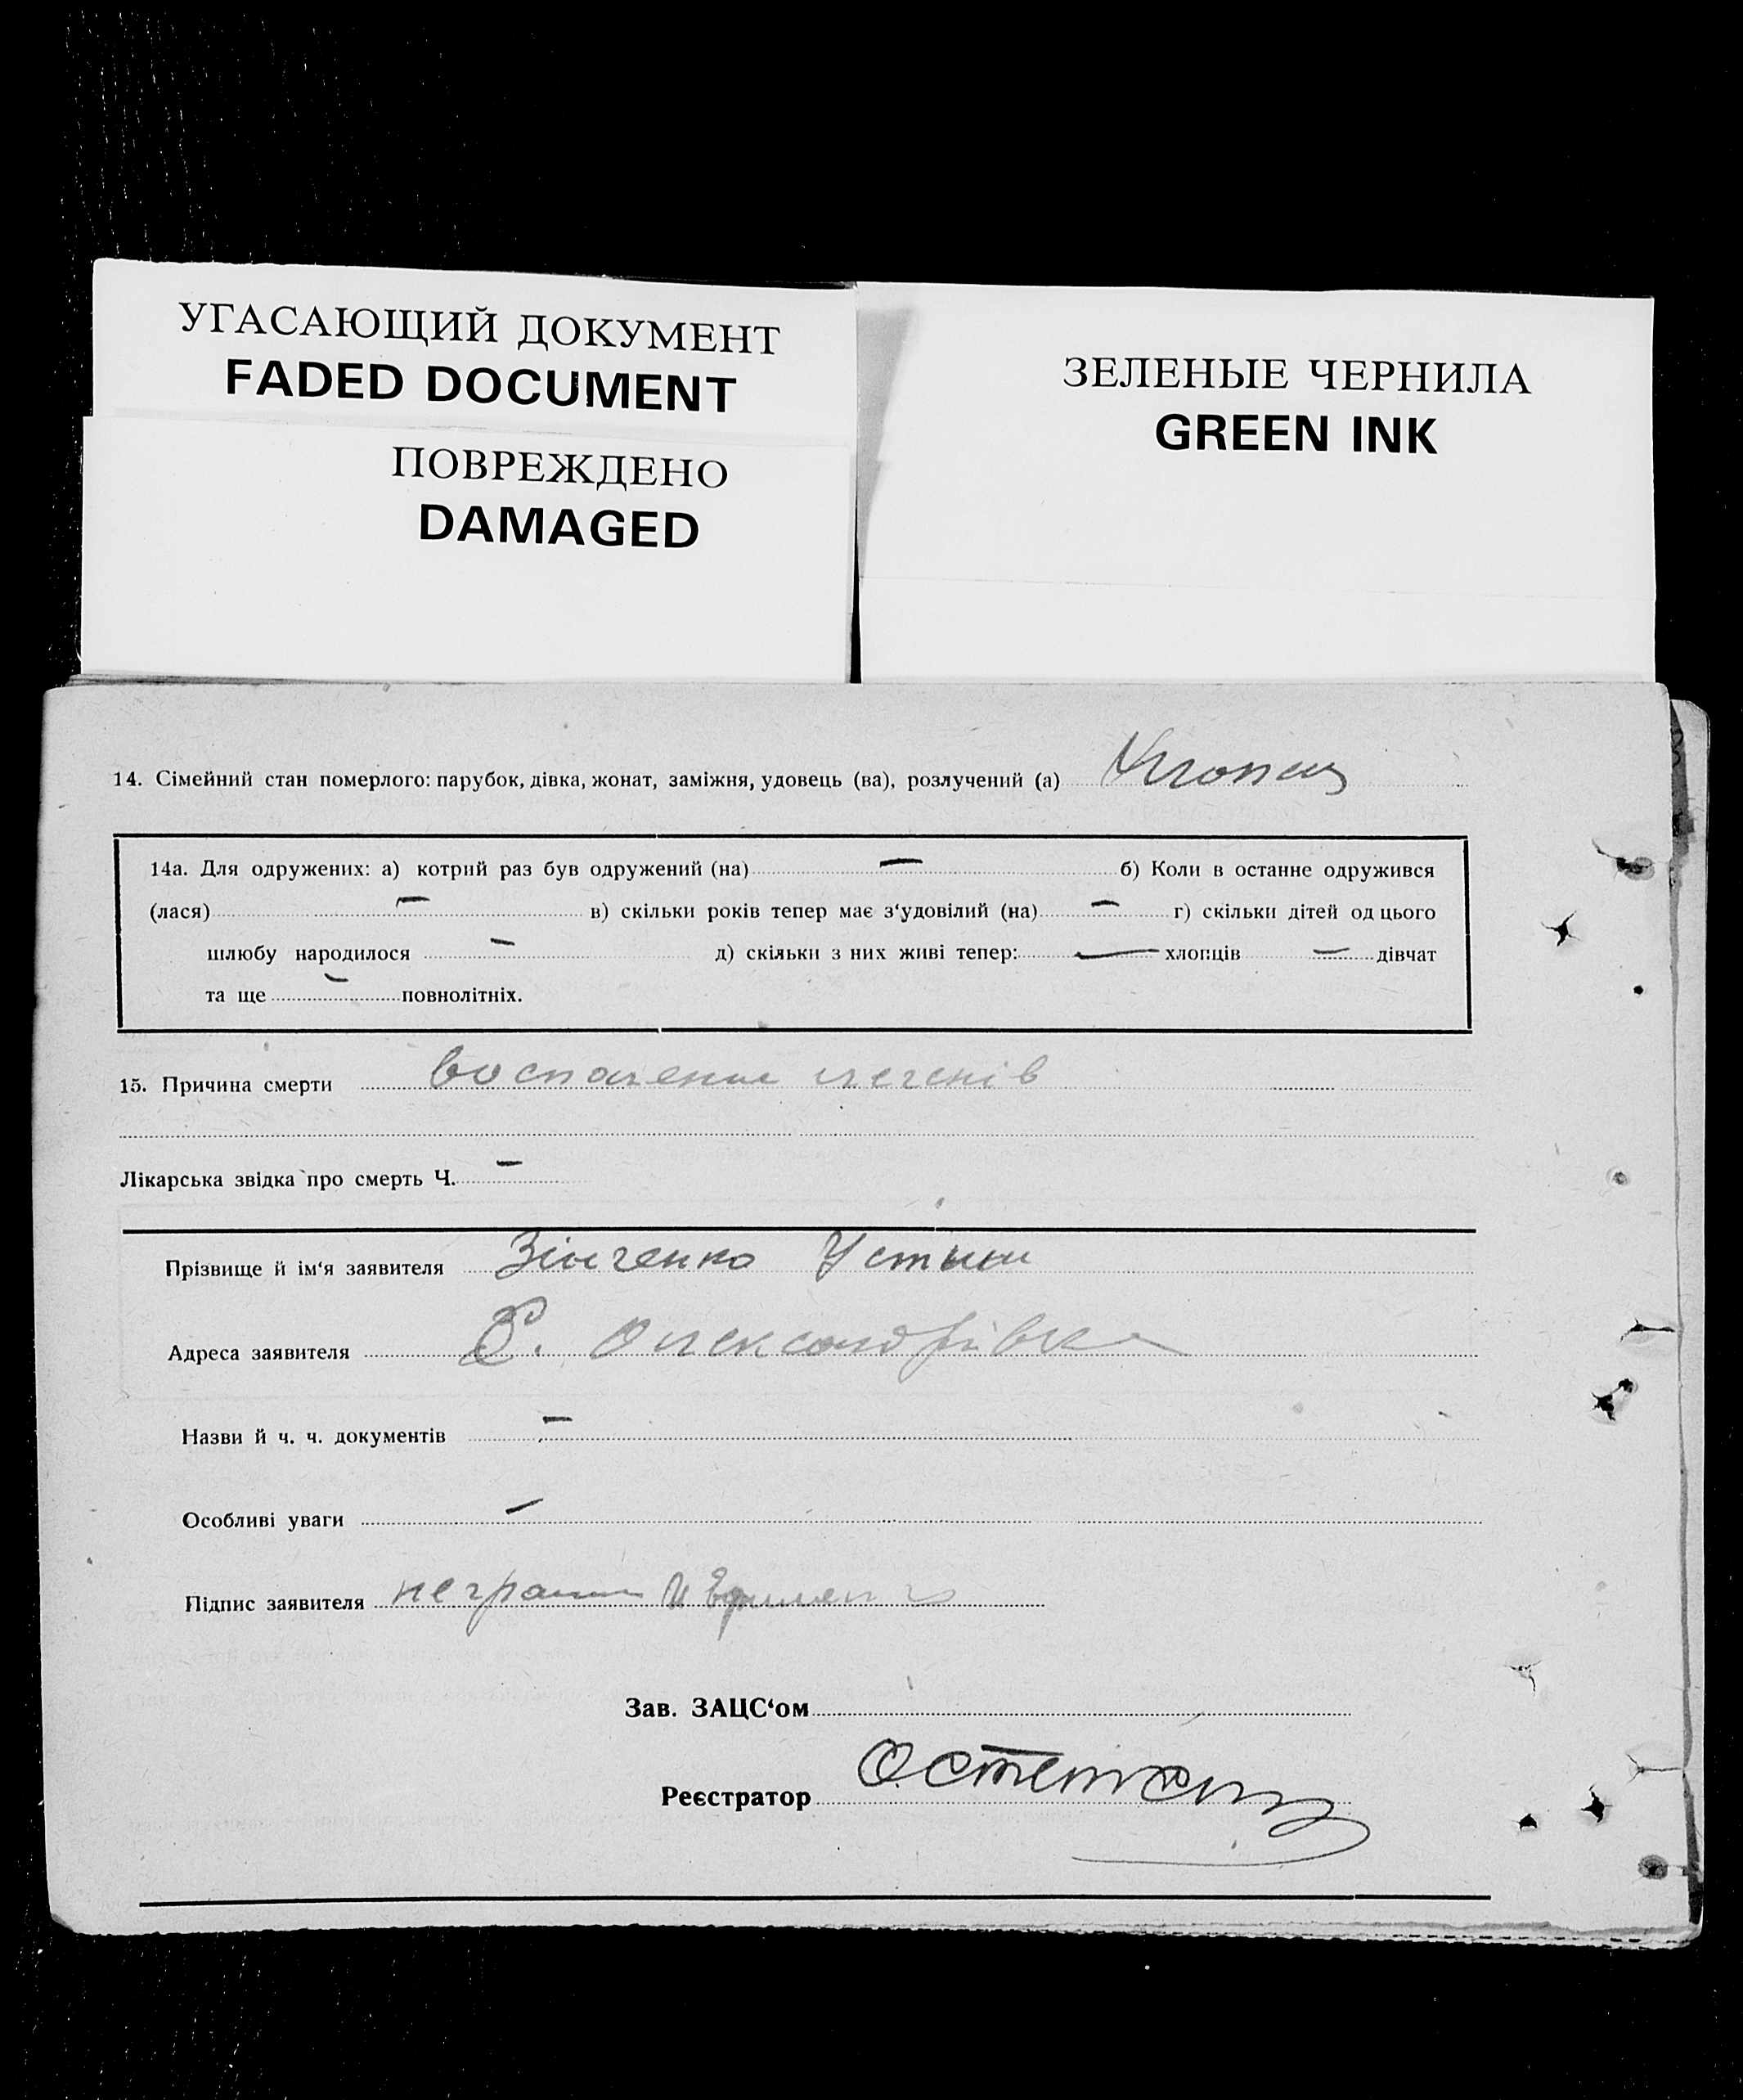 УГАСАЮЩИЙ ДОКУМЕНТ
FADED DOCUMENT
ПОВРЕЖДЕНО
DAMAGED
ЗЕЛЕНЫЕ ЧЕРНИЛА
GREEN INK
14. Сімейний стан померлого: парубок, дівка, жонат, заміжня, удовець (ва), розлучений (а) Хлопець
14а. Для одружених: а) котрий раз був одружений (на) — б) Коли в останне одружився
(лася) — в) скільки років тепер має з‘удовілий (на) — г) скільки дітей од цього
шлюбу народилося — д) скільки з них живі тепер: — хлопців — дівчат
та ще — повнолітніх.
15. Причина смерти воспаление легенів
Лікарська звідка про смерть Ч. —
Прізвище й ім‘я заявителя Зінченко Устин
Адреса заявителя С. Олександрівка
Назви й ч. ч. документів —
Особливі уваги —
Підпис заявителя неграмот
Зав. ЗАЦС‘ом
Реєстратор